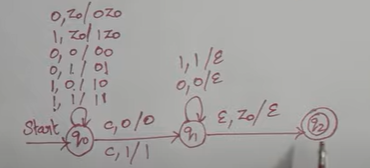 0, Z0/0Z0
1, Z0/1Z0
0, 0/00
0, 1/01
1, 0/10
1, 1/11
1, 1/ε
0, 0/ε
Start
q0
C, 0/0
C, 1/1
q1
ε, Z0/ε
q2